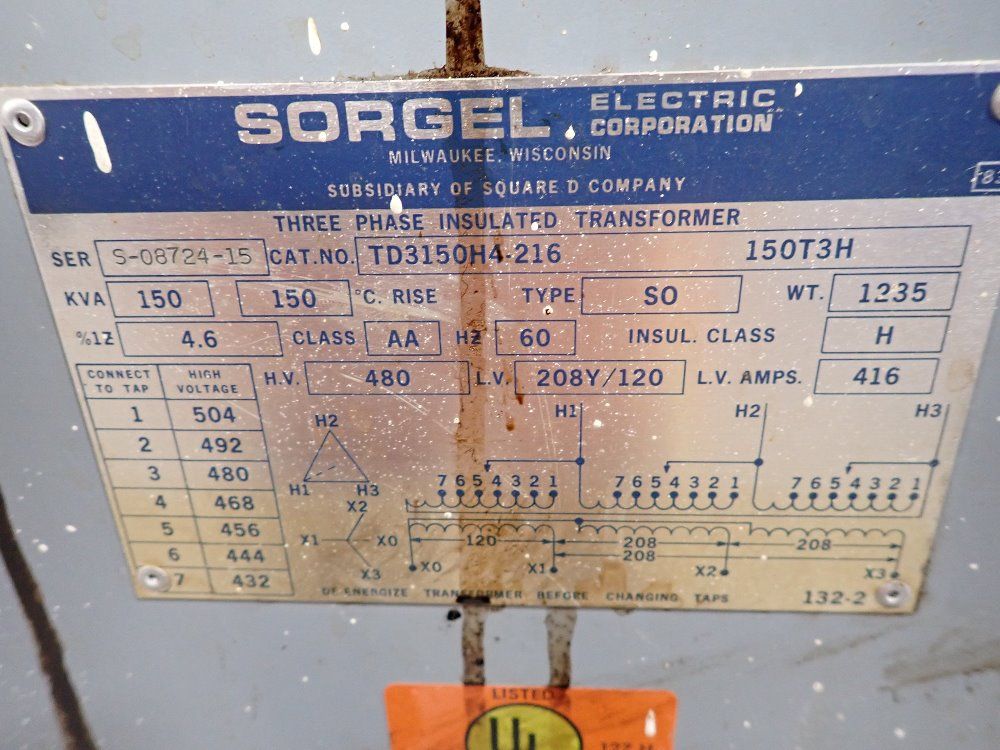 SORGEL ELECTRIC CORPORATION
MILWAUKEE, WISCONSIN
SUBSIDIARY OF SQUARE D COMPANY
THREE PHASE INSULATED TRANSFORMER
SER S-08724-15 CAT.NO. TD3150H4-216 150T3H
KVA 150 150 °C. RISE TYPE SO WT. 1235
%IZ 4.6 CLASS AA HZ 60 INSUL. CLASS H
H.V. 480 L.V. 208Y/120 L.V. AMPS. 416
CONNECT TO TAP HIGH VOLTAGE
1 504
2 492
3 480
4 468
5 456
6 444
7 432
H2
H1 H3
X2
X1 X0
X3
H1 H2 H3
7 6 5 4 3 2 1 7 6 5 4 3 2 1 7 6 5 4 3 2 1
120 208 208
208
X0 X1 X2 X3
DE-ENERGIZE TRANSFORMER BEFORE CHANGING TAPS 132-2
LISTED
UL